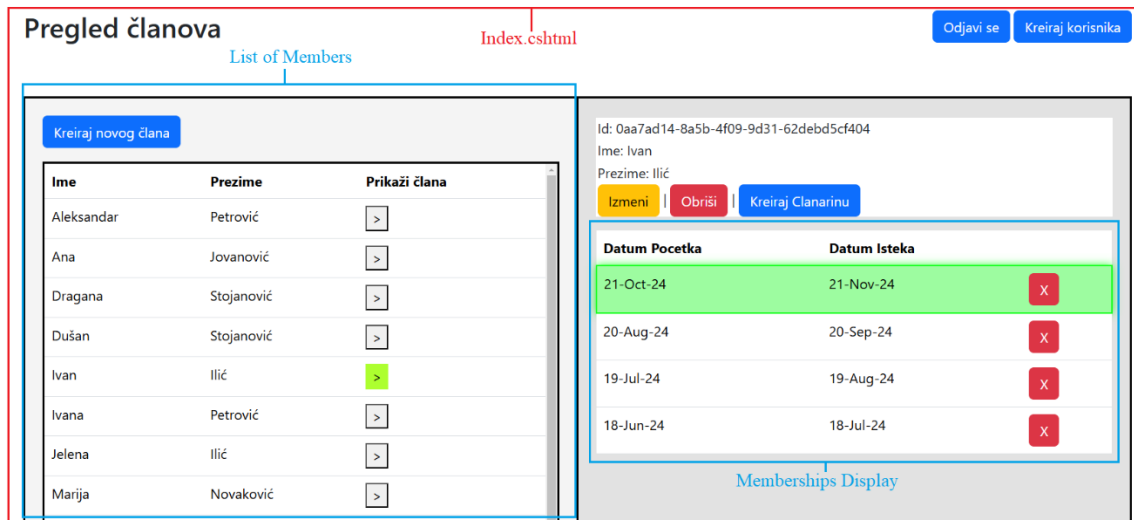 Pregled članova
Index.cshtml
Odjavi se
Kreiraj korisnika
List of Members
Kreiraj novog člana
Ime Prezime Prikaži člana
Aleksandar Petrović >
Ana Jovanović >
Dragana Stojanović >
Dušan Stojanović >
Ivan Ilić >
Ivana Petrović >
Jelena Ilić >
Marija Novaković >
Id: 0aa7ad14-8a5b-4f09-9d31-62debd5cf404
Ime: Ivan
Prezime: Ilić
Izmeni | Obriši | Kreiraj Clanarinu
Datum Pocetka Datum Isteka
21-Oct-24 21-Nov-24 X
20-Aug-24 20-Sep-24 X
19-Jul-24 19-Aug-24 X
18-Jun-24 18-Jul-24 X
Memberships Display